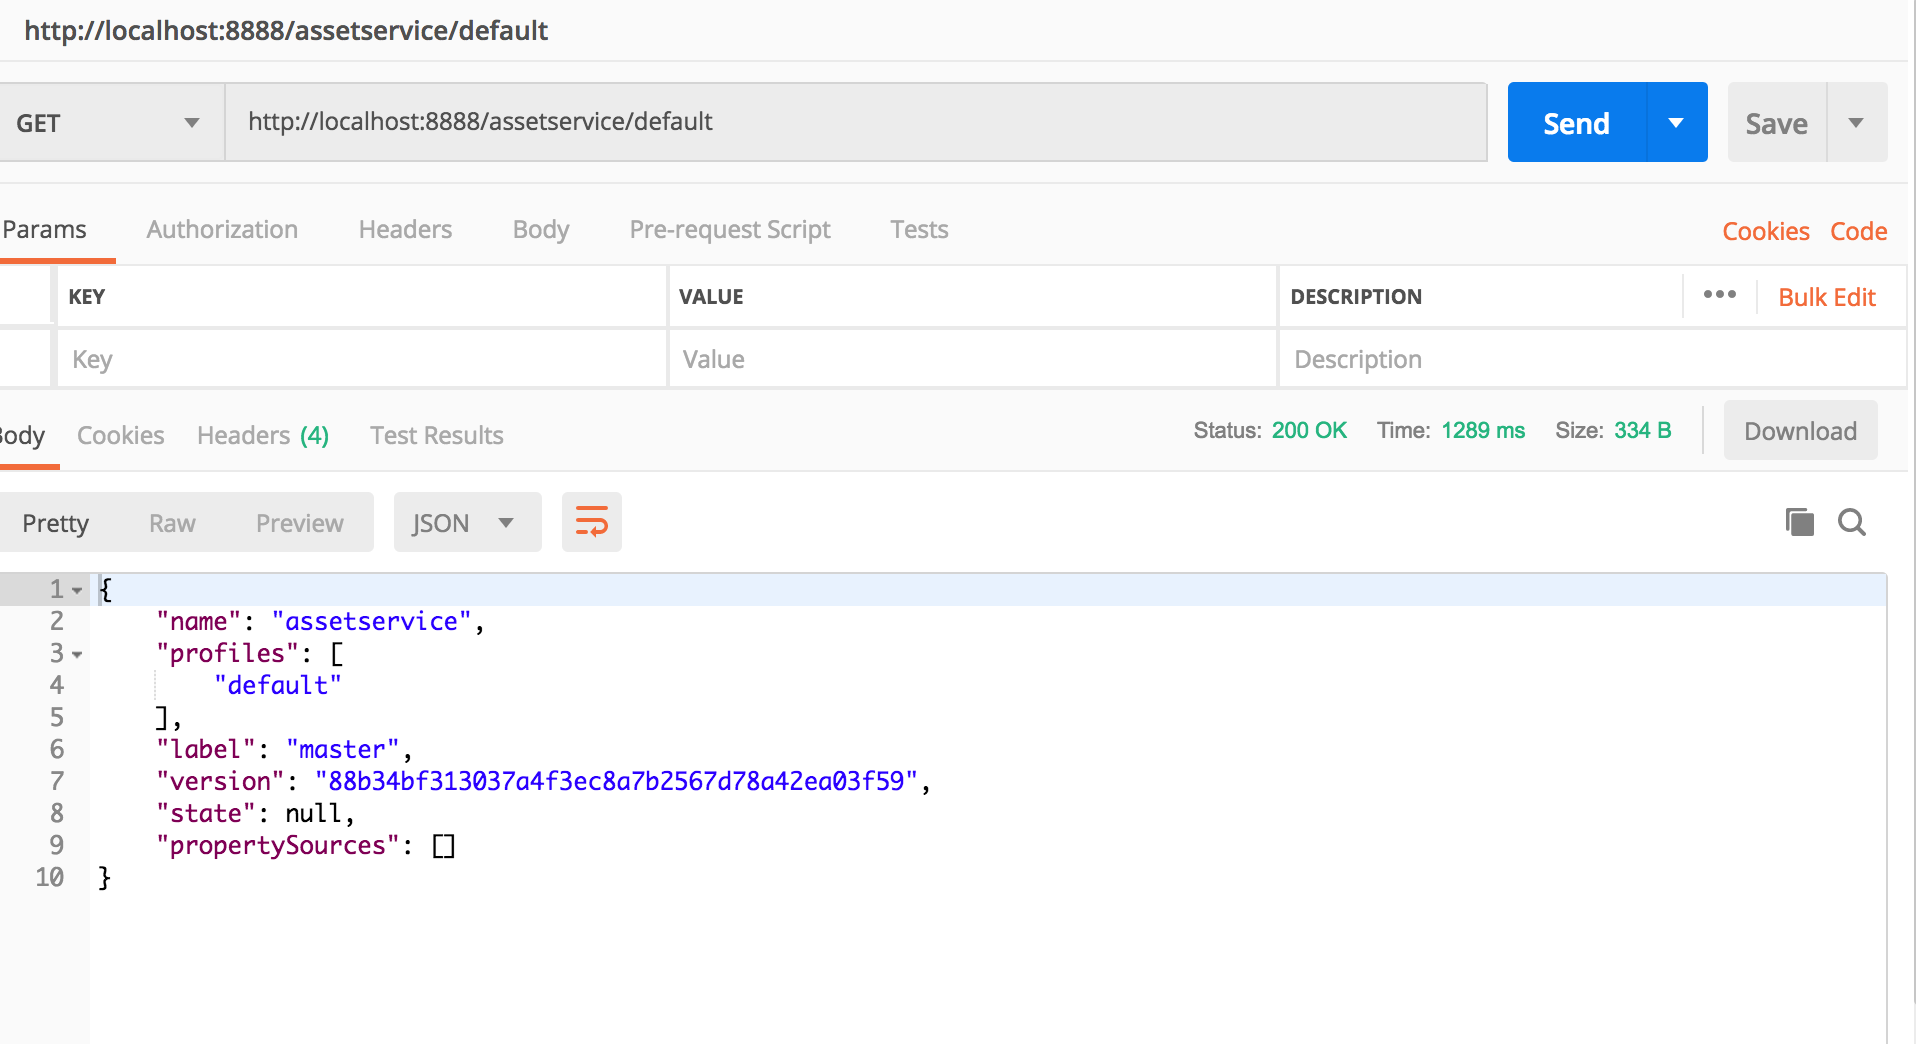 http://localhost:8888/assetservice/default
GET http://localhost:8888/assetservice/default Send Save
Params Authorization Headers Body Pre-request Script Tests Cookies Code
KEY VALUE DESCRIPTION ••• Bulk Edit
Key Value Description
Body Cookies Headers (4) Test Results Status: 200 OK Time: 1289 ms Size: 334 B Download
Pretty Raw Preview JSON
1 {
2 "name": "assetservice",
3 "profiles": [
4 "default"
5 ],
6 "label": "master",
7 "version": "88b34bf313037a4f3ec8a7b2567d78a42ea03f59",
8 "state": null,
9 "propertySources": []
10 }